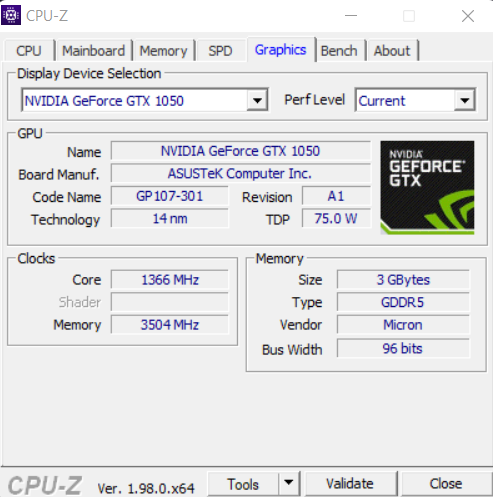 CPU-Z
CPU Mainboard Memory SPD Graphics Bench About
Display Device Selection
NVIDIA GeForce GTX 1050 Perf Level Current
GPU
Name NVIDIA GeForce GTX 1050
Board Manuf. ASUSTeK Computer Inc.
Code Name GP107-301 Revision A1
Technology 14 nm TDP 75.0 W
NVIDIA
GEFORCE
GTX
Clocks
Core 1366 MHz
Shader
Memory 3504 MHz
Memory
Size 3 GBytes
Type GDDR5
Vendor Micron
Bus Width 96 bits
CPU-Z Ver. 1.98.0.x64 Tools Validate Close